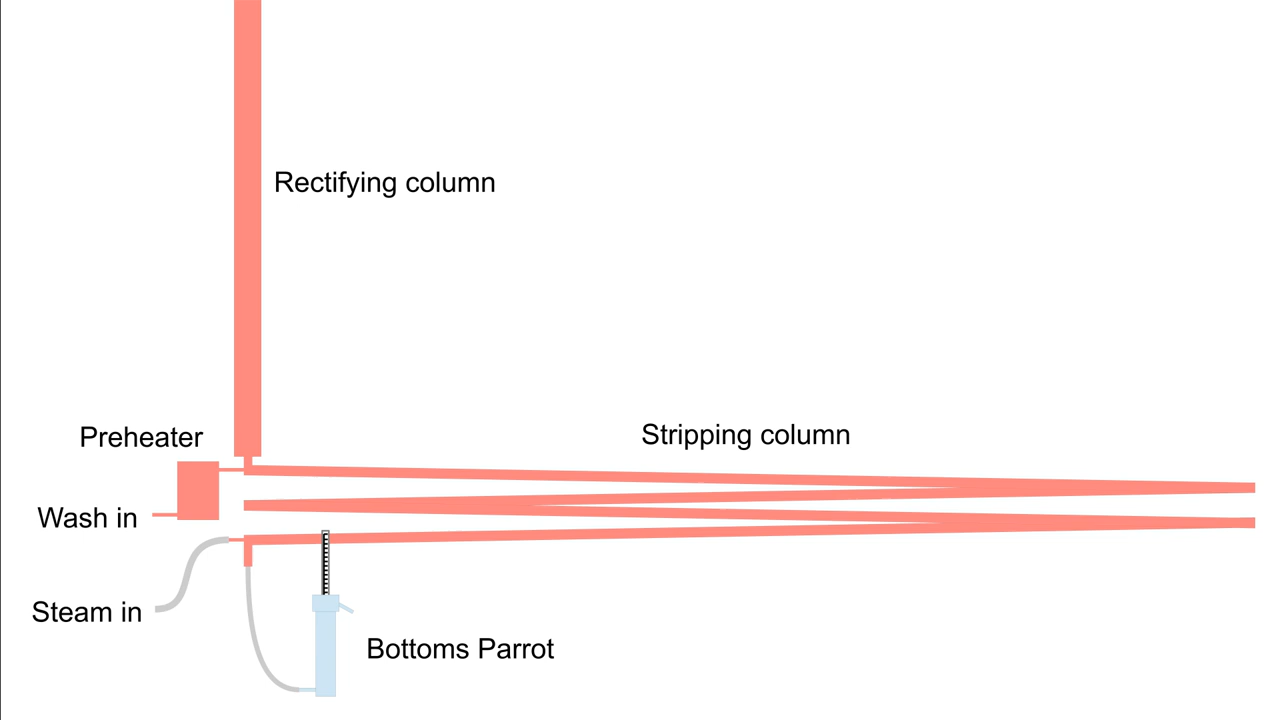 Rectifying column
Preheater
Stripping column
Wash in
Steam in
Bottoms Parrot